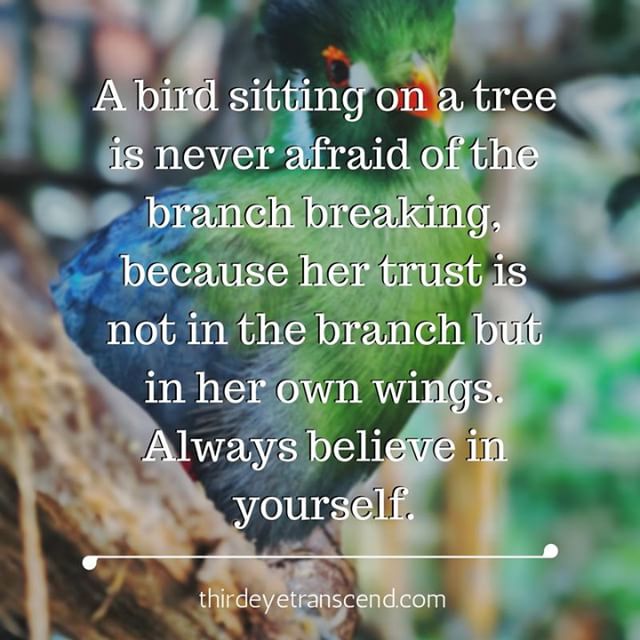 A bird sitting on a tree
is never afraid of the
branch breaking,
because her trust is
not in the branch but
in her own wings.
Always believe in
yourself.
thirdeyetranscend.com